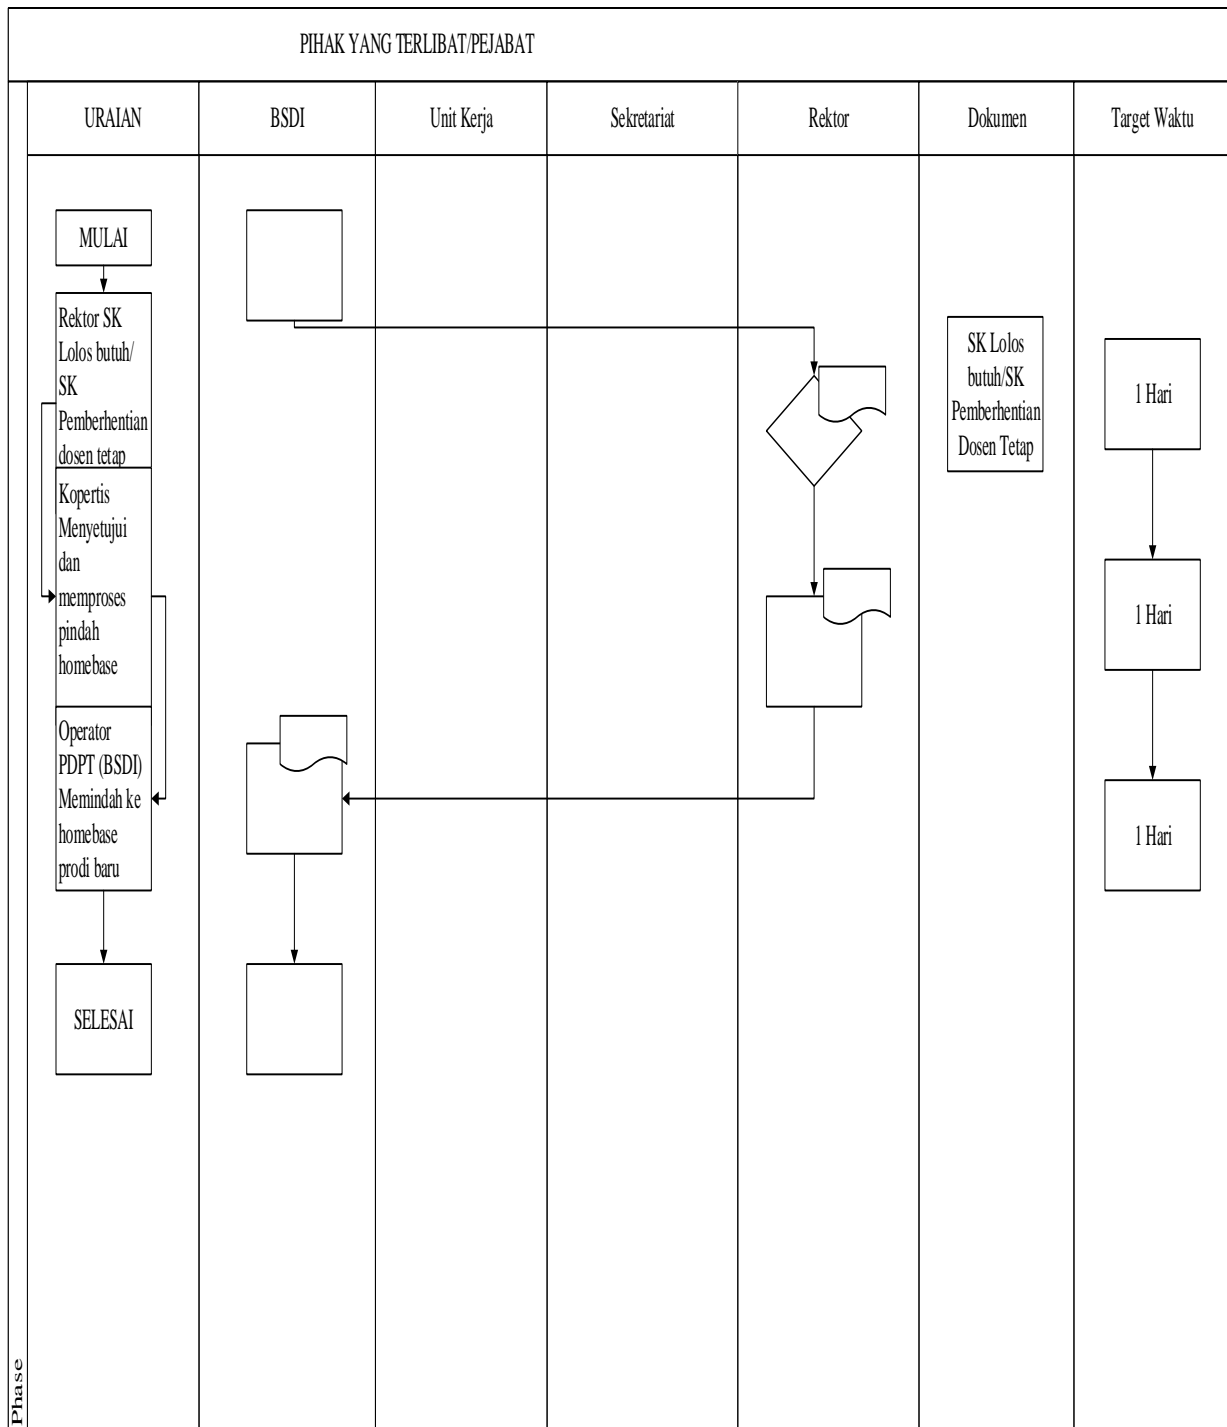 PIHAK YANG TERLIBAT/PEJABAT
URAIAN
BSDI
Unit Kerja
Sekretariat
Rektor
Dokumen
Target Waktu
MULAI
Rektor SK
Lolos butuh/
SK
Pemberhentian
dosen tetap
Kopertis
Menyetujui
dan
memproses
pindah
homebase
Operator
PDPT (BSDI)
Memindah ke
homebase
prodi baru
SELESAI
SK Lolos
butuh/SK
Pemberhentian
Dosen Tetap
1 Hari
1 Hari
1 Hari
Phase